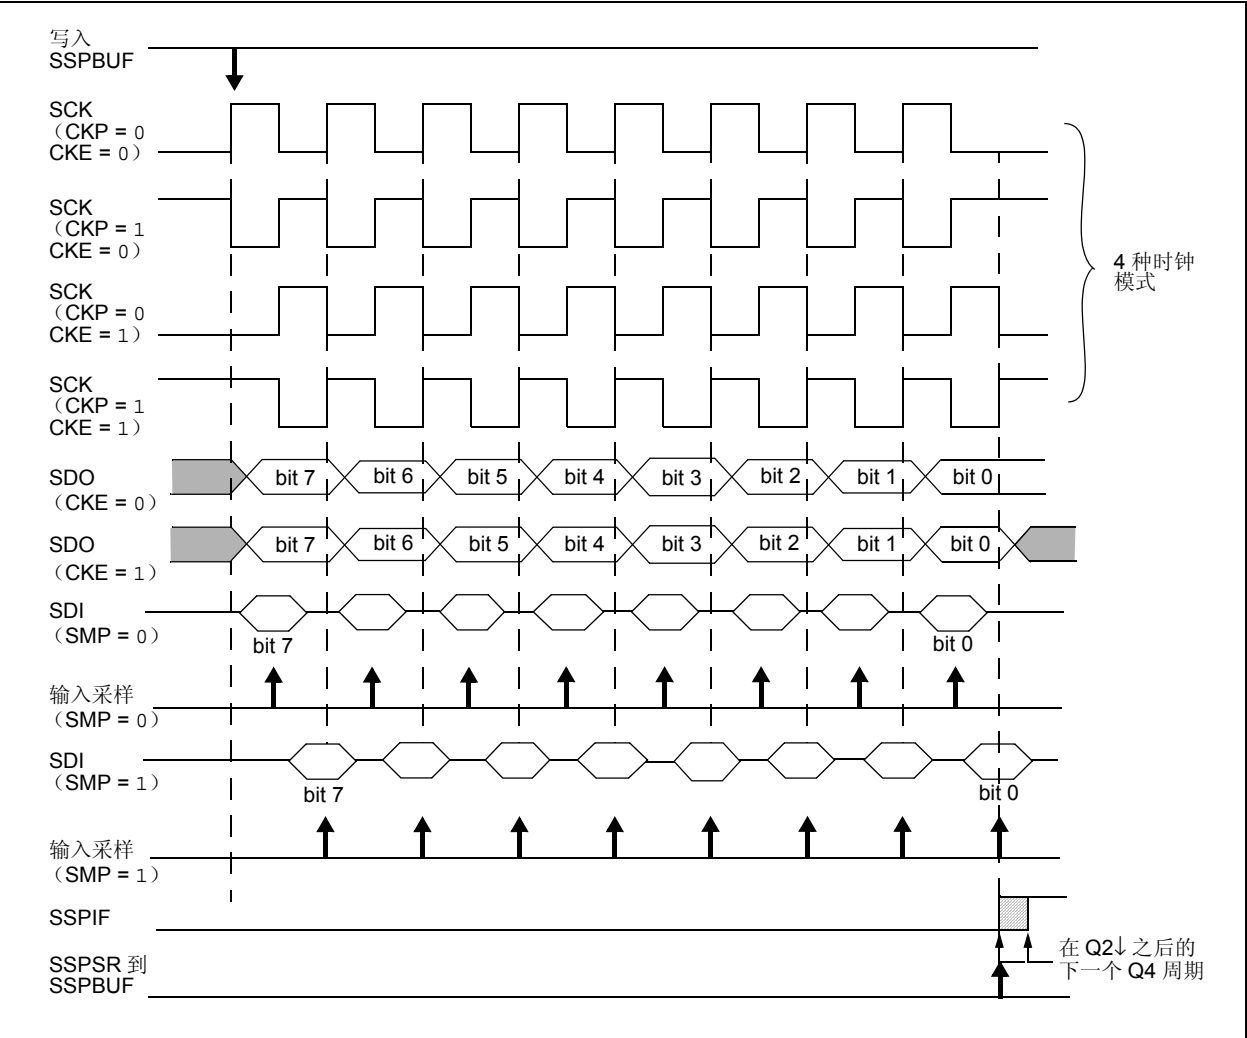 写入
SSPBUF
SCK
（CKP = 0
CKE = 0）
SCK
（CKP = 1
CKE = 0）
SCK
（CKP = 0
CKE = 1）
SCK
（CKP = 1
CKE = 1）
4 种时钟
模式
SDO
（CKE = 0）
bit 7 bit 6 bit 5 bit 4 bit 3 bit 2 bit 1 bit 0
SDO
（CKE = 1）
bit 7 bit 6 bit 5 bit 4 bit 3 bit 2 bit 1 bit 0
SDI
（SMP = 0）
bit 7 bit 0
输入采样
（SMP = 0）
SDI
（SMP = 1）
bit 7 bit 0
输入采样
（SMP = 1）
SSPIF
SSPSR 到
SSPBUF
在 Q2↓ 之后的
下一个 Q4 周期